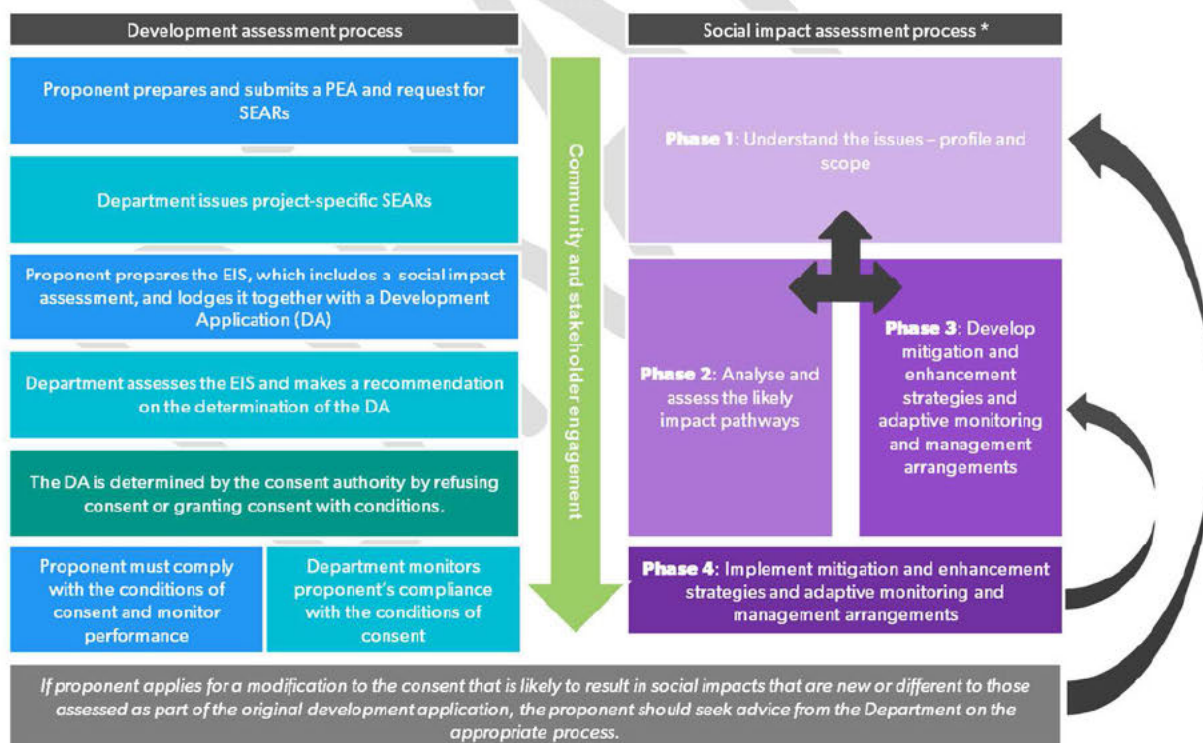 Development assessment process
Proponent prepares and submits a PEA and request for
SEARs
Department issues project-specific SEARs
Proponent prepares the EIS, which includes a social impact
assessment, and lodges it together with a Development
Application (DA)
Department assesses the EIS and makes a recommendation
on the determination of the DA
The DA is determined by the consent authority by refusing
consent or granting consent with conditions.
Proponent must comply
with the conditions of
consent and monitor
performance
Department monitors
proponent's compliance
with the conditions of
consent
Community and stakeholder engagement
Social impact assessment process *
Phase 1: Understand the issues – profile and
scope
Phase 2: Analyse and
assess the likely
impact pathways
Phase 3: Develop
mitigation and
enhancement
strategies and
adaptive monitoring
and management
arrangements
Phase 4: Implement mitigation and enhancement
strategies and adaptive monitoring and
management arrangements
If proponent applies for a modification to the consent that is likely to result in social impacts that are new or different to those
assessed as part of the original development application, the proponent should seek advice from the Department on the
appropriate process.